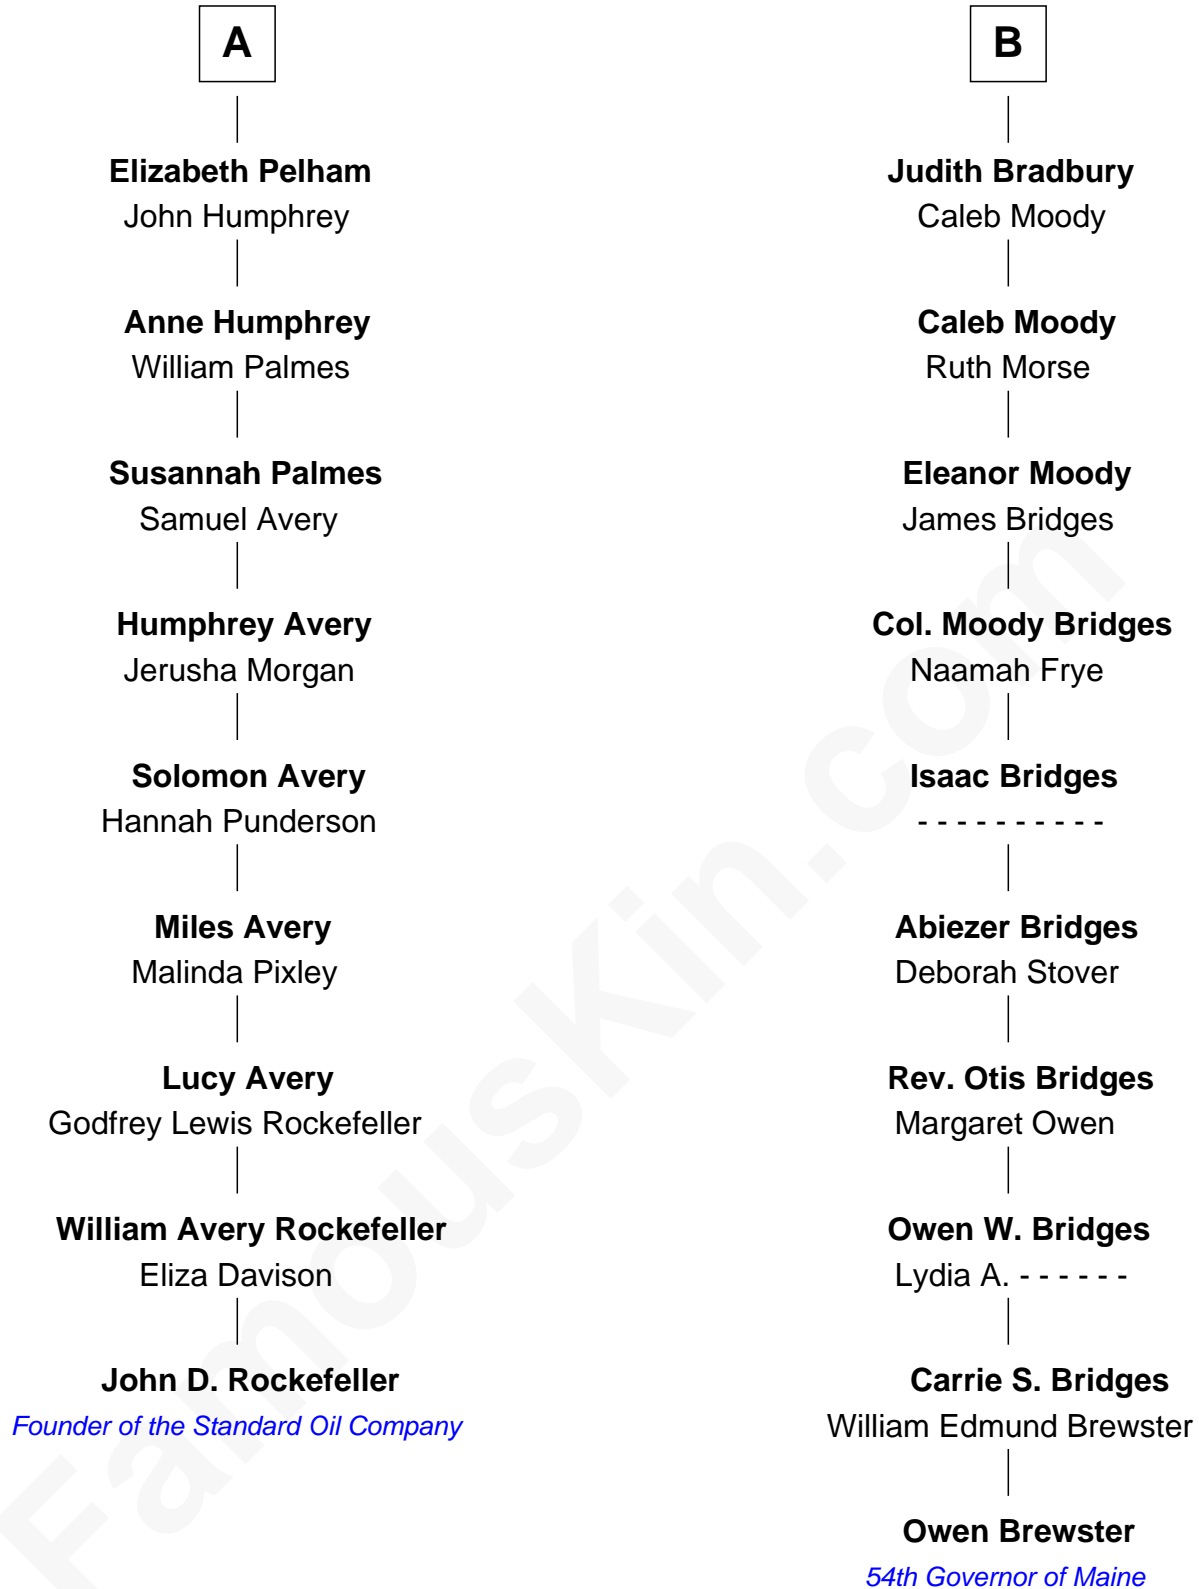 A
Elizabeth Pelham
John Humphrey
Anne Humphrey
William Palmes
Susannah Palmes
Samuel Avery
Humphrey Avery
Jerusha Morgan
Solomon Avery
Hannah Punderson
Miles Avery
Malinda Pixley
Lucy Avery
Godfrey Lewis Rockefeller
William Avery Rockefeller
Eliza Davison
John D. Rockefeller
Founder of the Standard Oil Company
B
Judith Bradbury
Caleb Moody
Caleb Moody
Ruth Morse
Eleanor Moody
James Bridges
Col. Moody Bridges
Naamah Frye
Isaac Bridges
- - - - - - - - - -
Abiezer Bridges
Deborah Stover
Rev. Otis Bridges
Margaret Owen
Owen W. Bridges
Lydia A. - - - - - -
Carrie S. Bridges
William Edmund Brewster
Owen Brewster
54th Governor of Maine
FamousKin.com